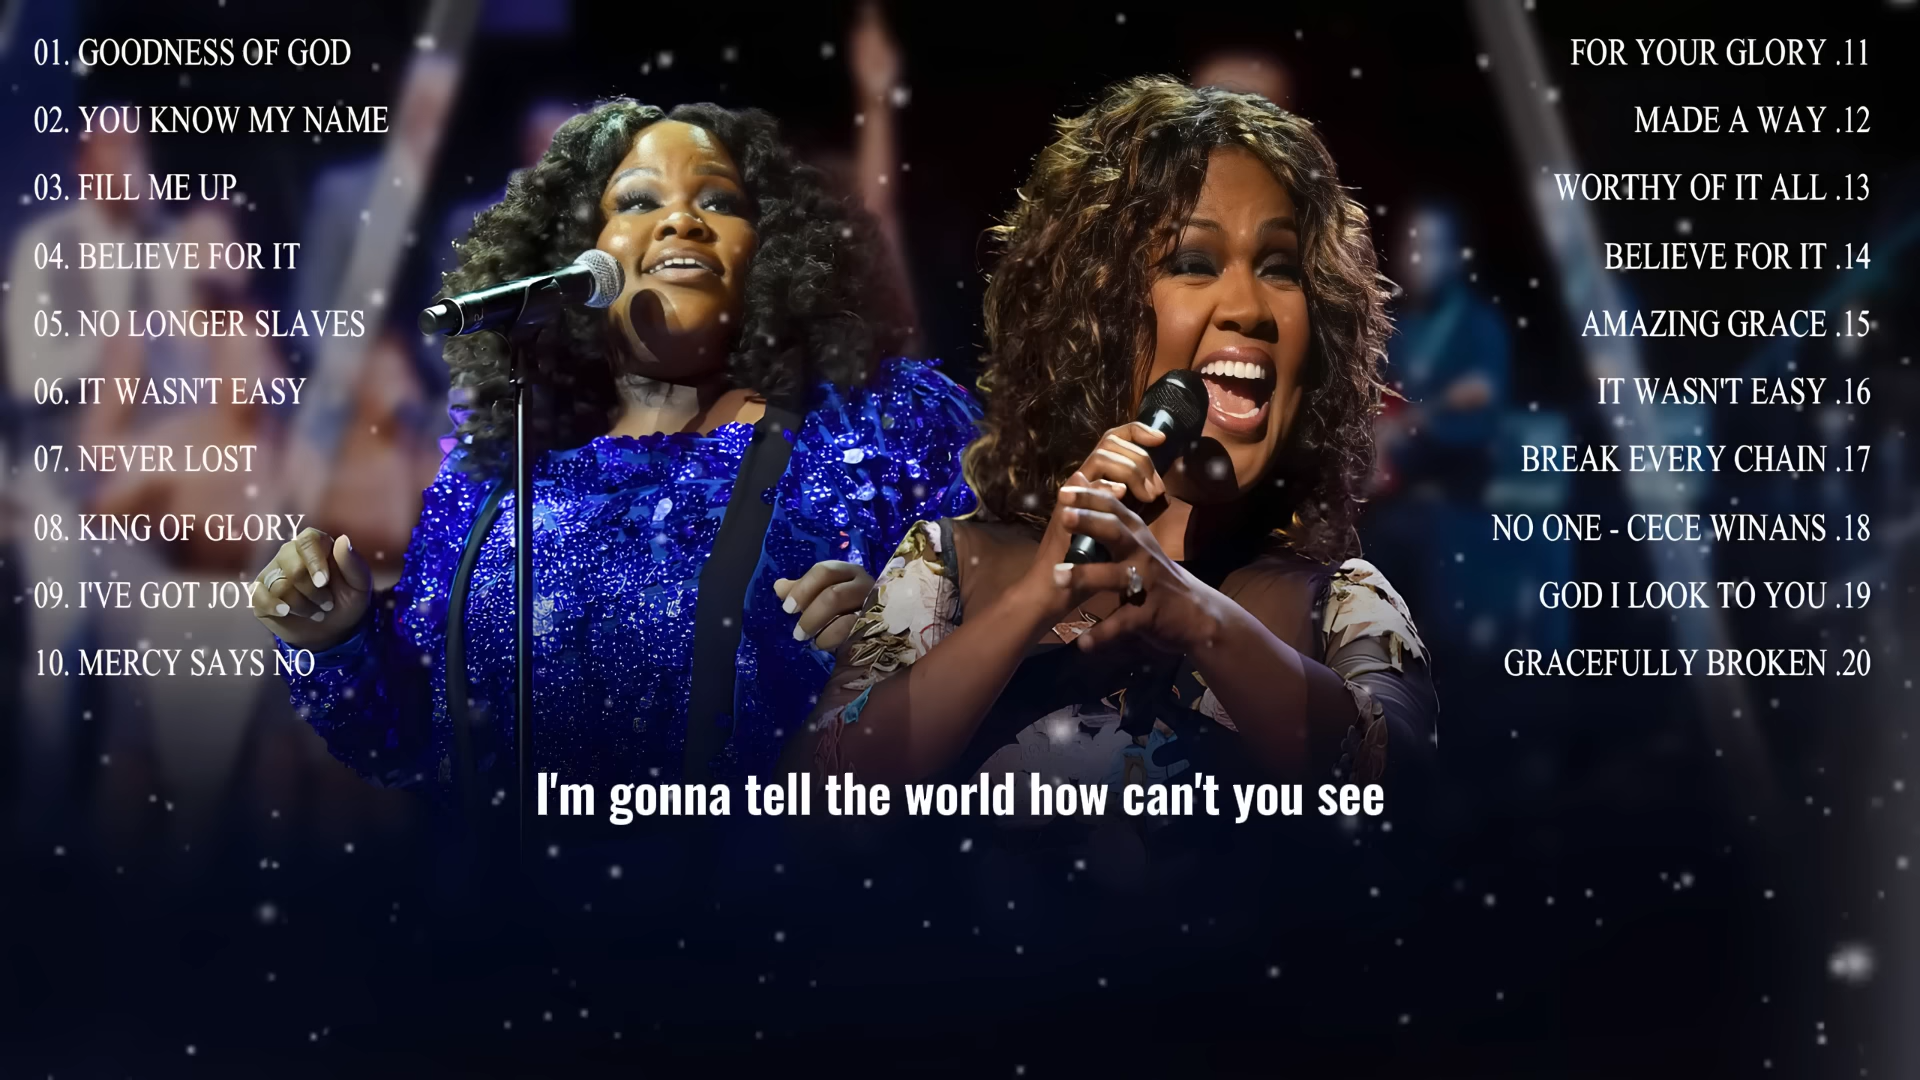 01. GOODNESS OF GOD
02. YOU KNOW MY NAME
03. FILL ME UP
04. BELIEVE FOR IT
05. NO LONGER SLAVES
06. IT WASN'T EASY
07. NEVER LOST
08. KING OF GLORY
09. I'VE GOT JOY
10. MERCY SAYS NO
FOR YOUR GLORY .11
MADE A WAY .12
WORTHY OF IT ALL .13
BELIEVE FOR IT .14
AMAZING GRACE .15
IT WASN'T EASY .16
BREAK EVERY CHAIN .17
NO ONE - CECE WINANS .18
GOD I LOOK TO YOU .19
GRACEFULLY BROKEN .20
I'm gonna tell the world how can't you see